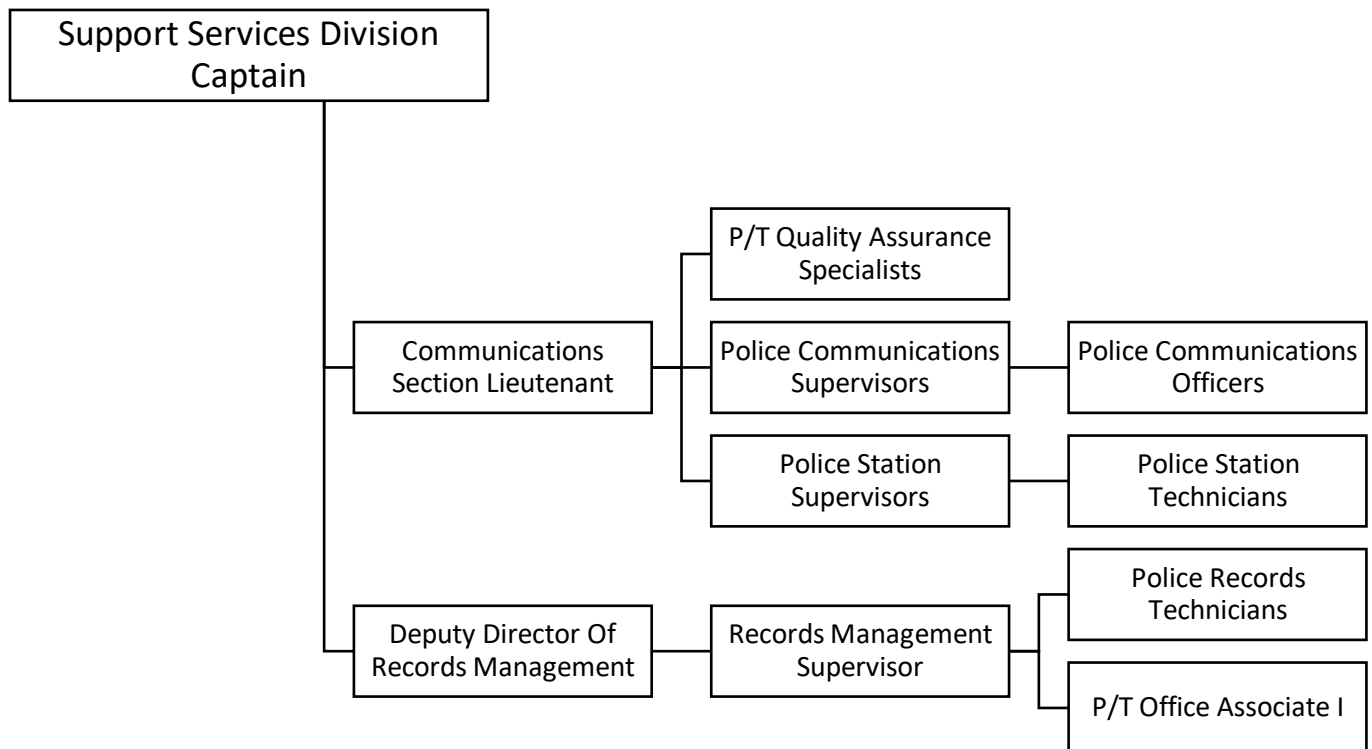 Support Services Division
Captain
P/T Quality Assurance
Specialists
Communications
Section Lieutenant
Police Communications
Supervisors
Police Communications
Officers
Police Station
Supervisors
Police Station
Technicians
Police Records
Technicians
Deputy Director Of
Records Management
Records Management
Supervisor
P/T Office Associate I